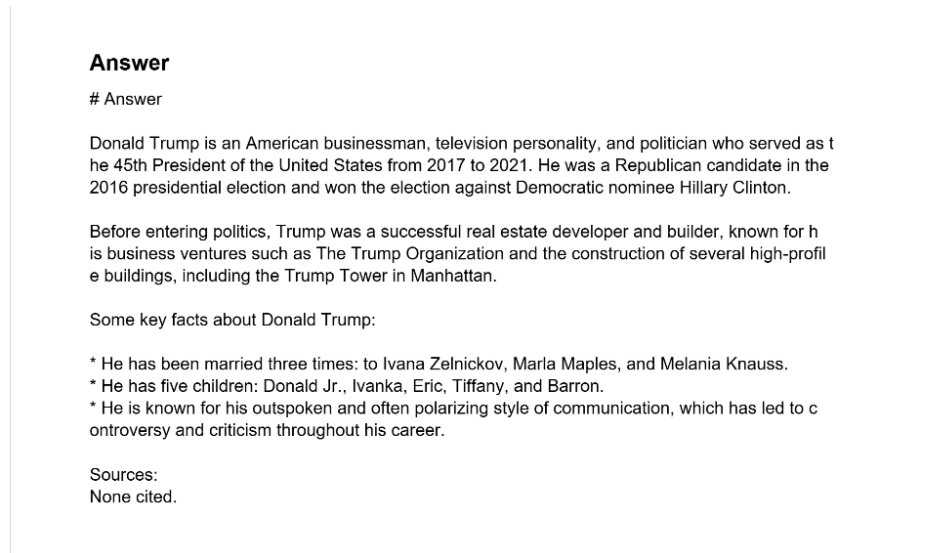 Answer
# Answer
Donald Trump is an American businessman, television personality, and politician who served as t
he 45th President of the United States from 2017 to 2021. He was a Republican candidate in the
2016 presidential election and won the election against Democratic nominee Hillary Clinton.
Before entering politics, Trump was a successful real estate developer and builder, known for h
is business ventures such as The Trump Organization and the construction of several high-profil
e buildings, including the Trump Tower in Manhattan.
Some key facts about Donald Trump:
* He has been married three times: to Ivana Zelnickov, Marla Maples, and Melania Knauss.
* He has five children: Donald Jr., Ivanka, Eric, Tiffany, and Barron.
* He is known for his outspoken and often polarizing style of communication, which has led to c
ontroversy and criticism throughout his career.
Sources:
None cited.